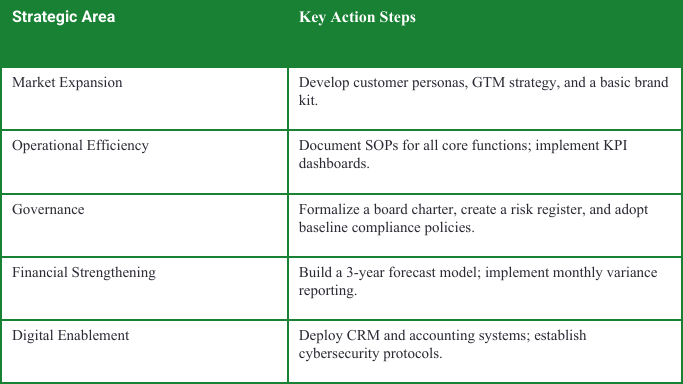 Strategic Area
Key Action Steps
Market Expansion
Develop customer personas, GTM strategy, and a basic brand
kit.
Operational Efficiency
Document SOPs for all core functions; implement KPI
dashboards.
Governance
Formalize a board charter, create a risk register, and adopt
baseline compliance policies.
Financial Strengthening
Build a 3-year forecast model; implement monthly variance
reporting.
Digital Enablement
Deploy CRM and accounting systems; establish
cybersecurity protocols.